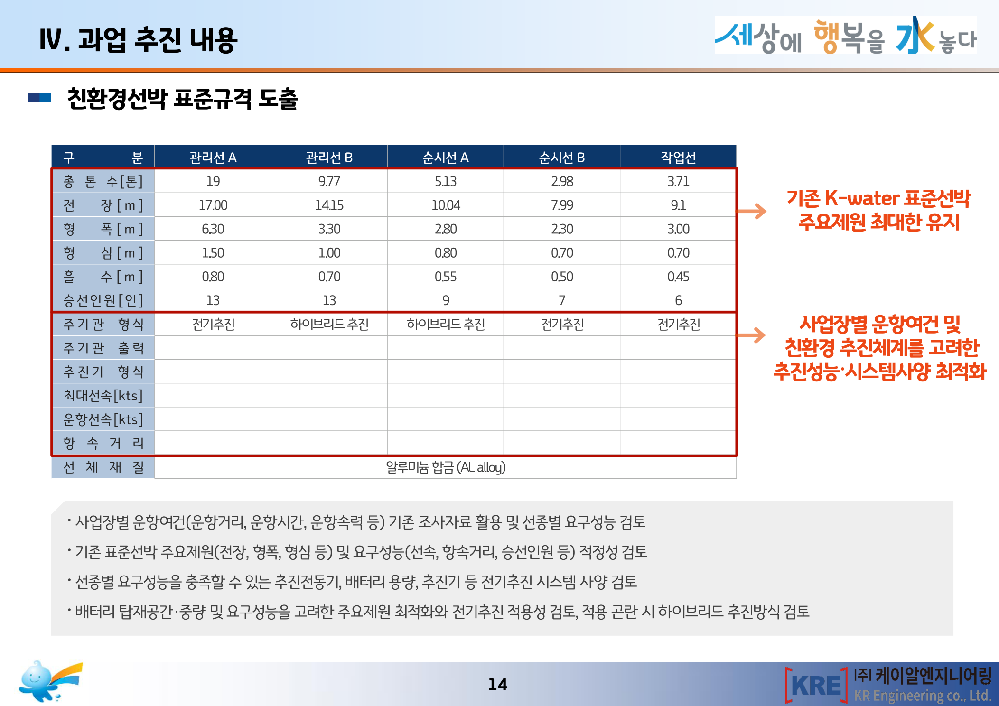 Ⅳ. 과업 추진 내용
세상에 행복을 水 놓다
친환경선박 표준규격 도출
구 분 관리선 A 관리선 B 순시선 A 순시선 B 작업선
총 톤 수[톤] 19 9.77 5.13 2.98 3.71
전 장[m] 17.00 14.15 10.04 7.99 9.1
형 폭[m] 6.30 3.30 2.80 2.30 3.00
형 심[m] 1.50 1.00 0.80 0.70 0.70
흘 수[m] 0.80 0.70 0.55 0.50 0.45
승선인원[인] 13 13 9 7 6
주기관 형식 전기추진 하이브리드 추진 하이브리드 추진 전기추진 전기추진
주기관 출력
추진기 형식
최대선속[kts]
운항선속[kts]
항 속 거 리
선 체 재 질 알루미늄 합금 (AL alloy)
기존 K-water 표준선박
주요제원 최대한 유지
사업장별 운항여건 및
친환경 추진체계를 고려한
추진성능·시스템사양 최적화
· 사업장별 운항여건(운항거리, 운항시간, 운항속력 등) 기존 조사자료 활용 및 선종별 요구성능 검토
· 기존 표준선박 주요제원(전장, 형폭, 형심 등) 및 요구성능(선속, 항속거리, 승선인원 등) 적정성 검토
· 선종별 요구성능을 충족할 수 있는 추진전동기, 배터리 용량, 추진기 등 전기추진 시스템 사양 검토
· 배터리 탑재공간·중량 및 요구성능을 고려한 주요제원 최적화와 전기추진 적용성 검토, 적용 곤란 시 하이브리드 추진방식 검토
14
[KRE] |주| 케이알엔지니어링
KR Engineering co., Ltd.